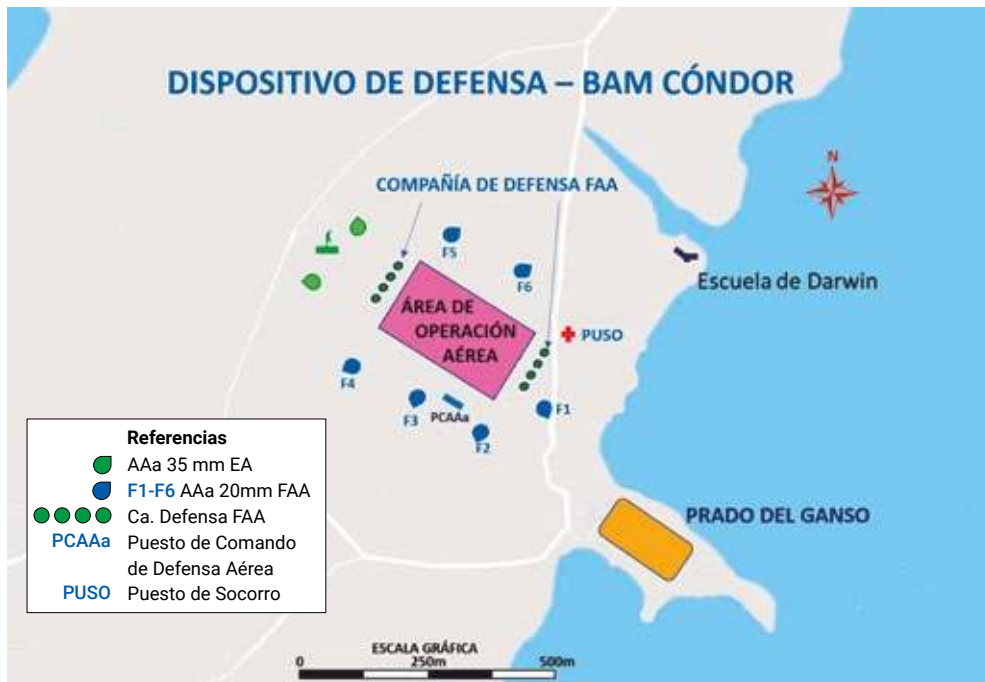 DISPOSITIVO DE DEFENSA – BAM CÓNDOR
N
COMPAÑÍA DE DEFENSA FAA
F5
F6
Escuela de Darwin
ÁREA DE
OPERACIÓN
AÉREA
PUSO
F4
F3
PCAAa
F2
F1
PRADO DEL GANSO
Referencias
AAa 35 mm EA
F1-F6 AAa 20mm FAA
Ca. Defensa FAA
PCAAa Puesto de Comando
de Defensa Aérea
PUSO Puesto de Socorro
ESCALA GRÁFICA
0 250m 500m